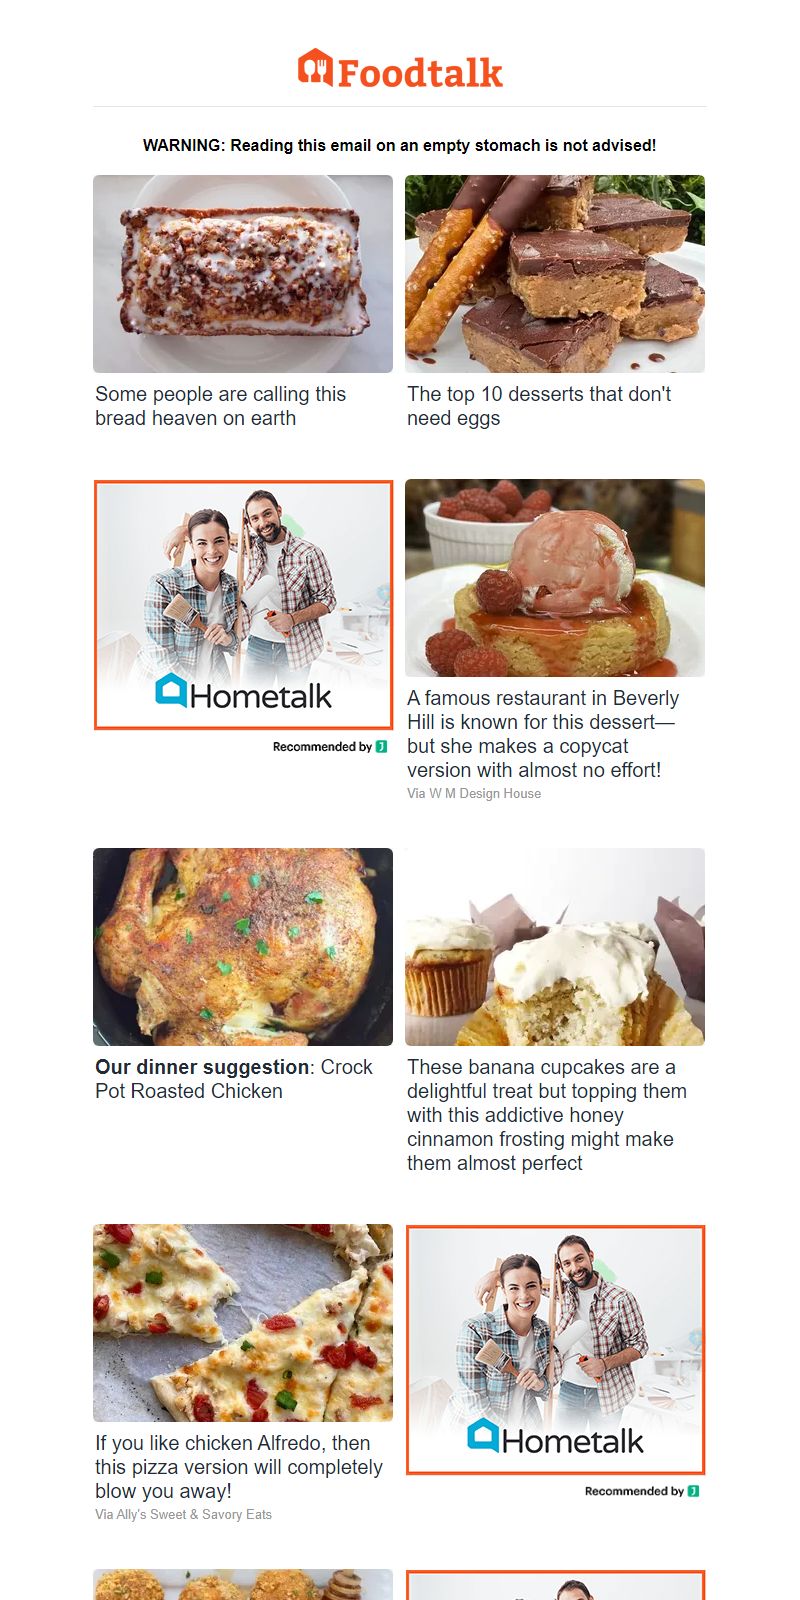 Foodtalk
WARNING: Reading this email on an empty stomach is not advised!
Some people are calling this
bread heaven on earth
The top 10 desserts that don't
need eggs
Hometalk
Recommended by
A famous restaurant in Beverly
Hill is known for this dessert—
but she makes a copycat
version with almost no effort!
Via W M Design House
Our dinner suggestion: Crock
Pot Roasted Chicken
These banana cupcakes are a
delightful treat but topping them
with this addictive honey
cinnamon frosting might make
them almost perfect
If you like chicken Alfredo, then
this pizza version will completely
blow you away!
Via Ally's Sweet & Savory Eats
Hometalk
Recommended by